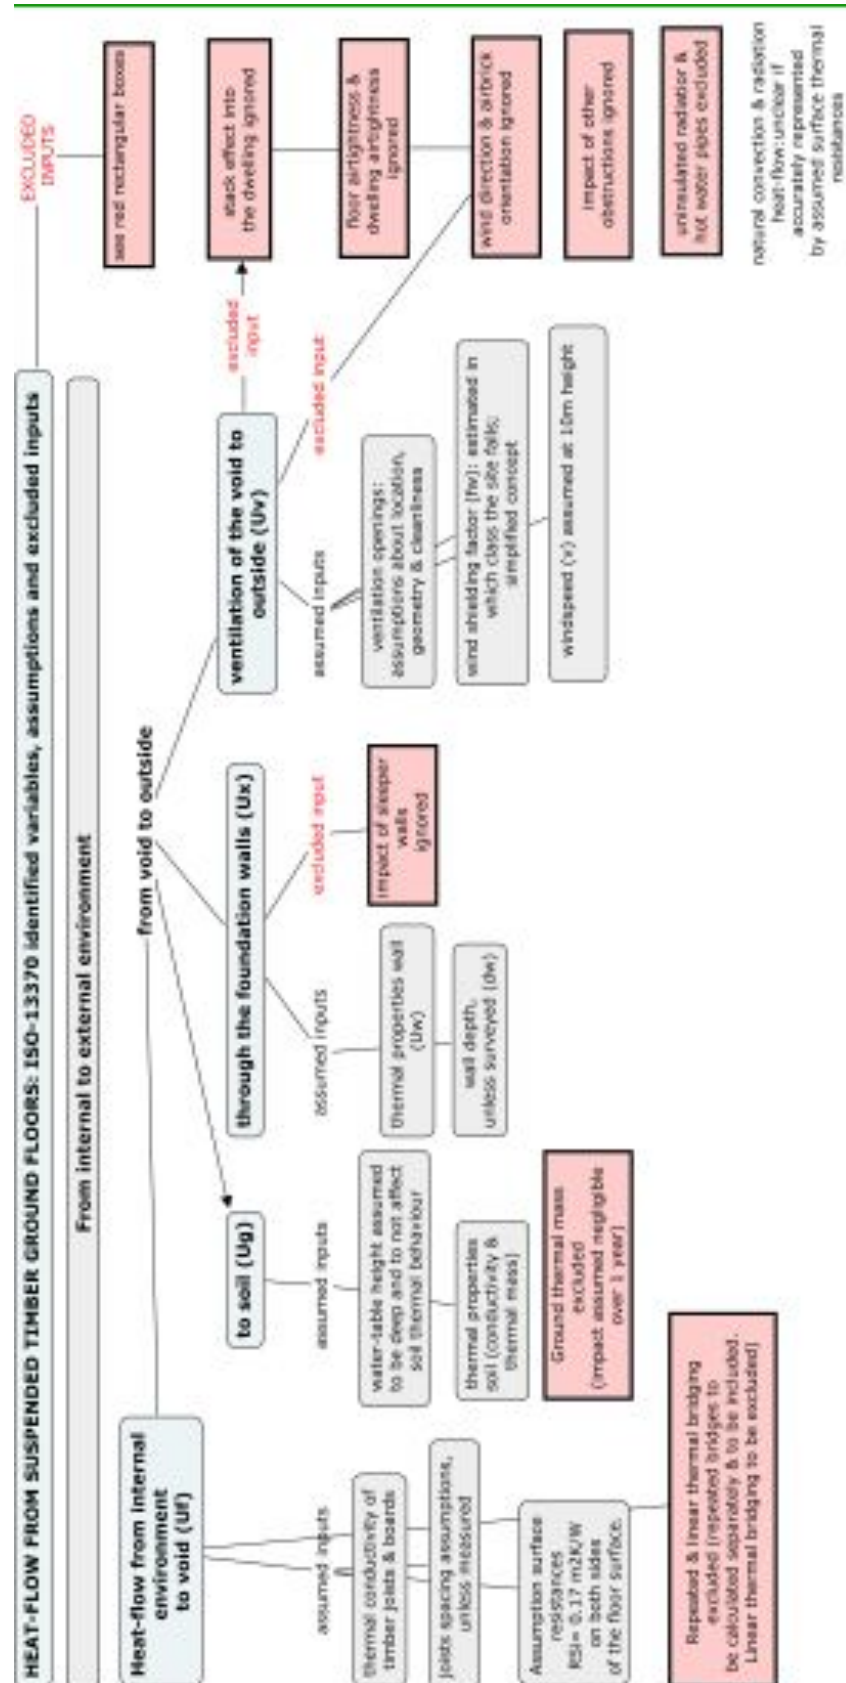 HEAT-FLOW FROM SUSPENDED TIMBER GROUND FLOORS: ISO-13370 identified variables, assumptions and excluded inputs
EXCLUDED
INPUTS
see red rectangular boxes
From internal to external environment
Heat-flow from internal
environment
to void (Uf)
assumed inputs
thermal conductivity of
timber joists & boards
joists spacing assumptions,
unless measured
Assumption surface
resistances
RSI= 0.17 m2K/W
on both sides
of the floor surface.
Repeated & linear thermal bridging
excluded (repeated bridges to
be calculated separately & to be included.
Linear thermal bridging to be excluded)
from void to outside
to soil (Ug)
assumed inputs
water-table height assumed
to be deep and to not affect
soil thermal behaviour
thermal properties
soil (conductivity &
thermal mass)
Ground thermal mass
excluded
(impact assumed negligible
over 1 year)
through the foundation walls (Ux)
assumed inputs
thermal properties wall
(Uw)
wall depth,
unless surveyed (dw)
excluded input
impact of sleeper
walls
ignored
ventilation of the void to
outside (Uv)
assumed inputs
ventilation openings:
assumptions about location,
geometry & cleanliness
wind shielding factor (fw): estimated in
which class the site falls;
simplified concept
windspeed (v) assumed at 10m height
excluded input
excluded
input
stack effect into
the dwelling ignored
floor airtightness &
dwelling airtightness
ignored
wind direction & airbrick
orientation ignored
impact of other
obstructions ignored
uninsulated radiator &
hot water pipes excluded
natural convection & radiation
heat-flow:unclear if
accurately represented
by assumed surface thermal
resistances